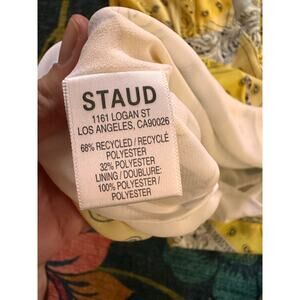 STAUD
1161 LOGAN ST
LOS ANGELES, CA90026
68% RECYCLED / RECYCLÉ
POLYESTER
32% POLYESTER
LINING / DOUBLURE:
100% POLYESTER /
POLYESTER